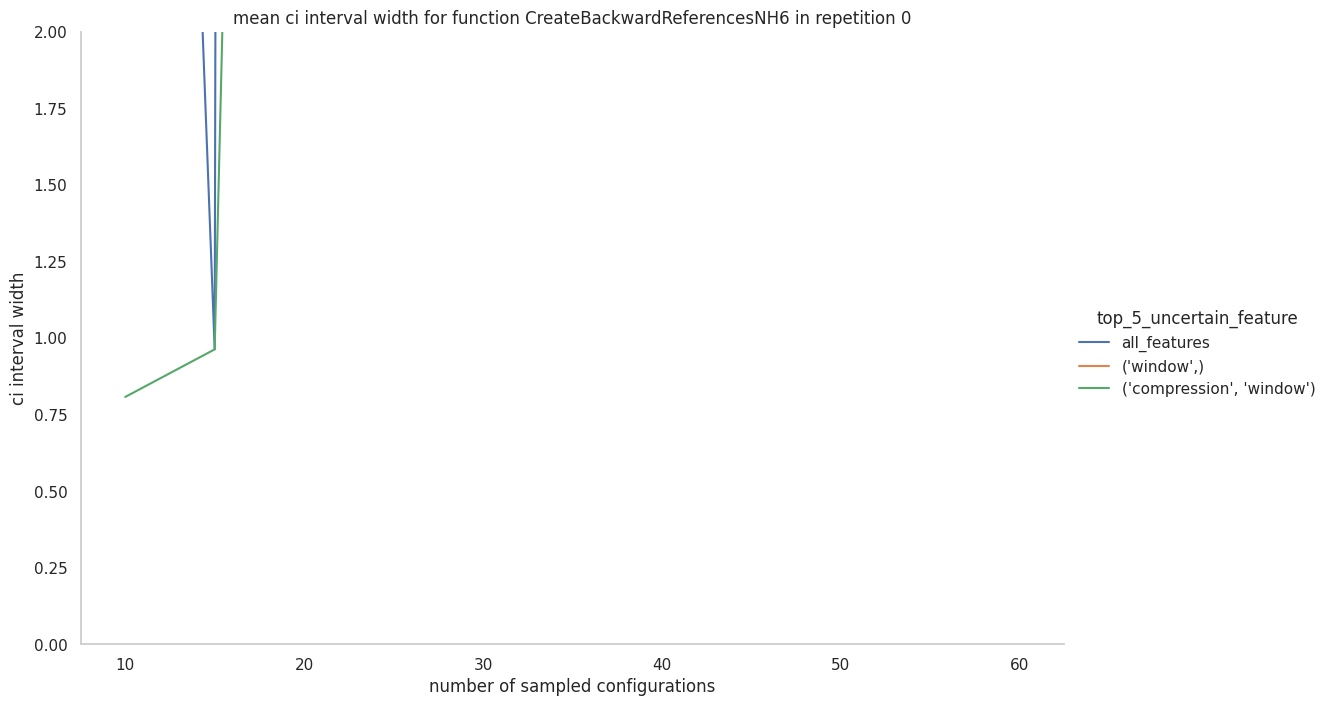 mean ci interval width for function CreateBackwardReferencesNH6 in repetition 0
2.00
1.75
1.50
1.25
1.00
0.75
0.50
0.25
0.00
ci interval width
10 20 30 40 50 60
number of sampled configurations
top_5_uncertain_feature
all_features
('window',)
('compression', 'window')